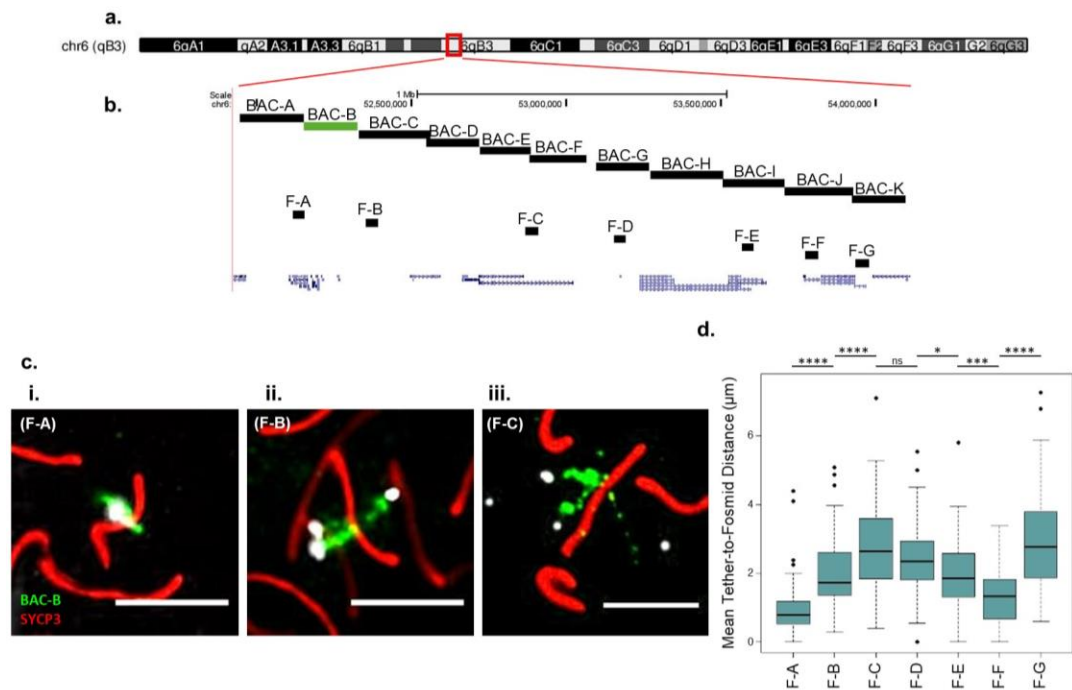 a.
chr6 (qB3)
6qA1 qA2 A3.1 A3.3 6qB1 6qB3 6qC1 6qC3 6qD1 6qD3 6qE1 6qE3 6qF1 F2 6qF3 6qG1 G2 6qG3
b.
Scale
1 Mb
chr6:
52,500,000 53,000,000 53,500,000 54,000,000
BAC-A
BAC-B
BAC-C
BAC-D
BAC-E
BAC-F
BAC-G
BAC-H
BAC-I
BAC-J
BAC-K
F-A
F-B
F-C
F-D
F-E
F-F
F-G
c.
i. ii. iii.
(F-A) (F-B) (F-C)
BAC-B
SYCP3
d.
**** **** ns * *** ****
Mean Tether-to-Fosmid Distance (µm)
6
4
2
0
F-A F-B F-C F-D F-E F-F F-G